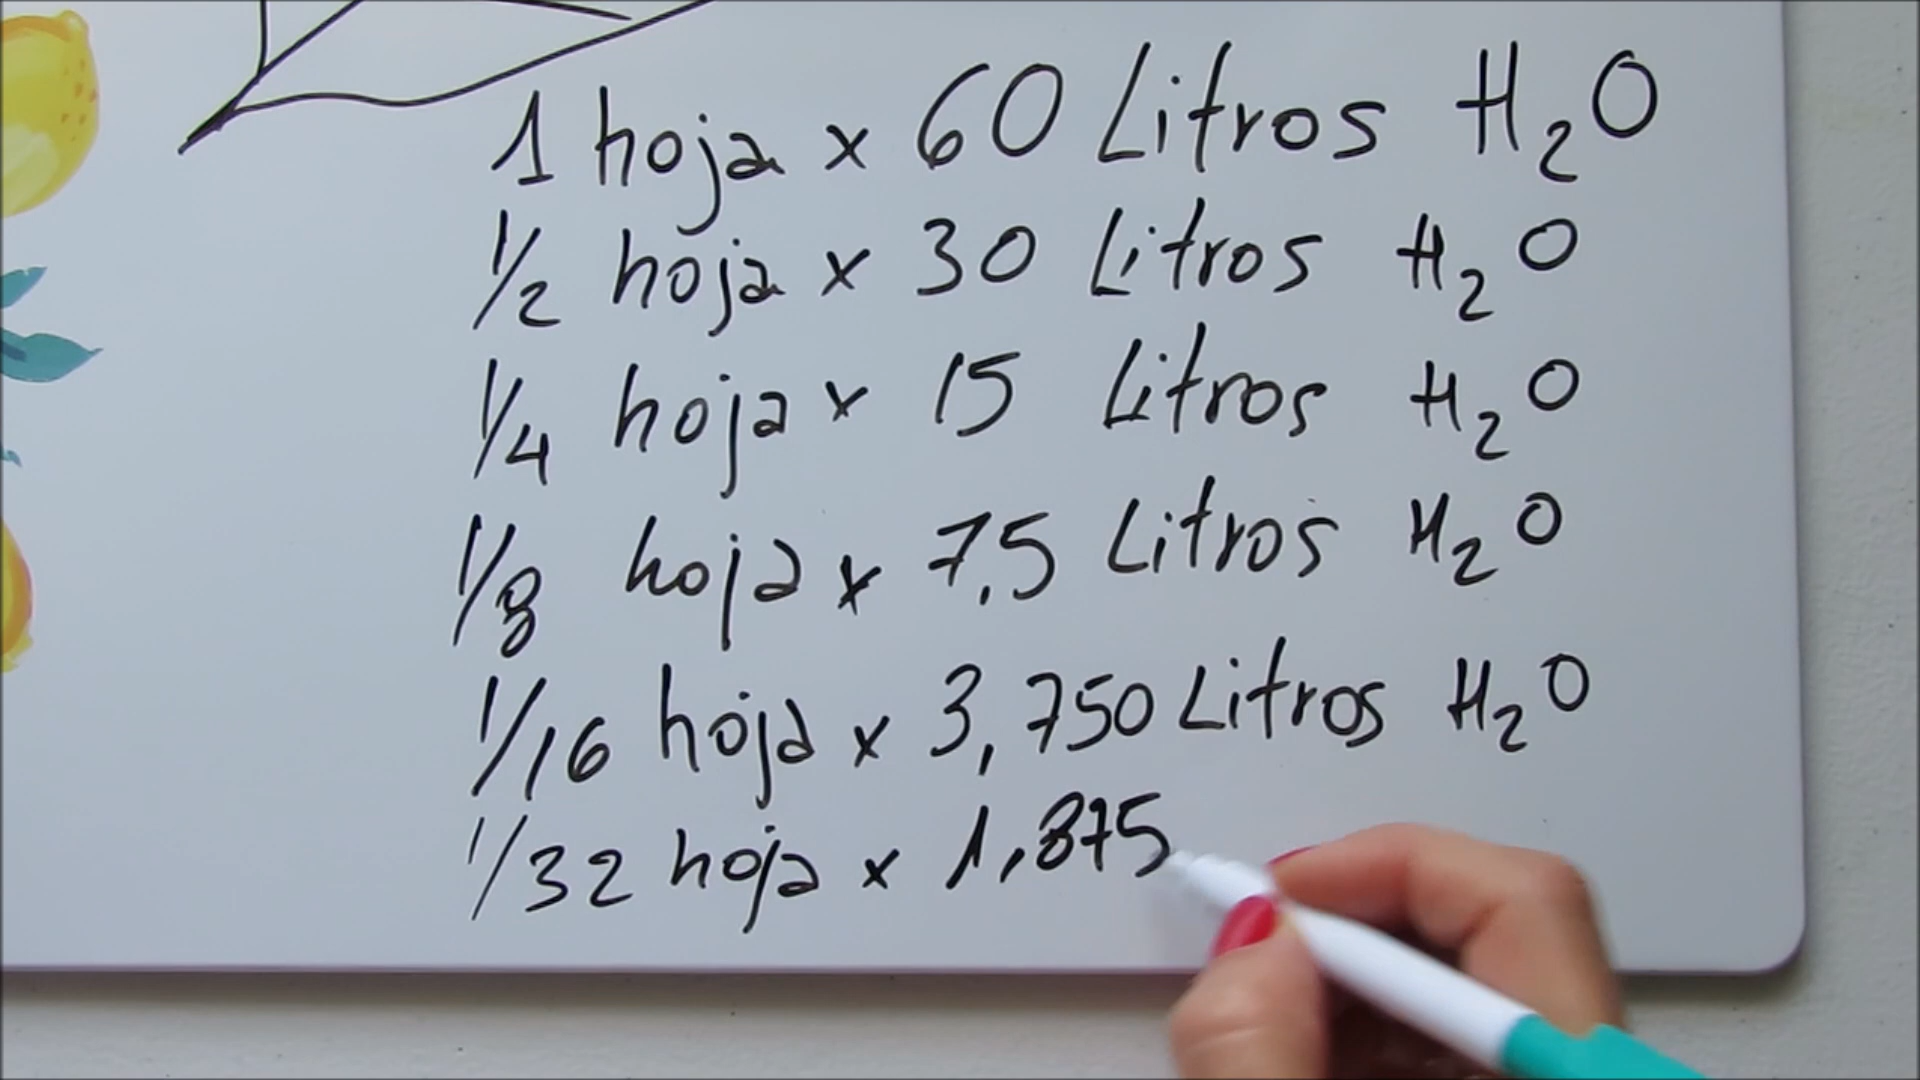 1 hoja x 60 Litros H₂O
1/2 hoja x 30 Litros H₂O
1/4 hoja x 15 Litros H₂O
1/8 hoja x 7,5 Litros H₂O
1/16 hoja x 3,750 Litros H₂O
1/32 hoja x 1,875